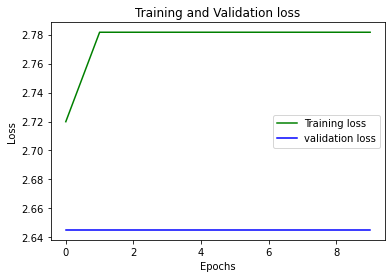 Training and Validation loss
2.78
2.76
2.74
2.72
2.70
2.68
2.66
2.64
Loss
Training loss
validation loss
0 2 4 6 8
Epochs